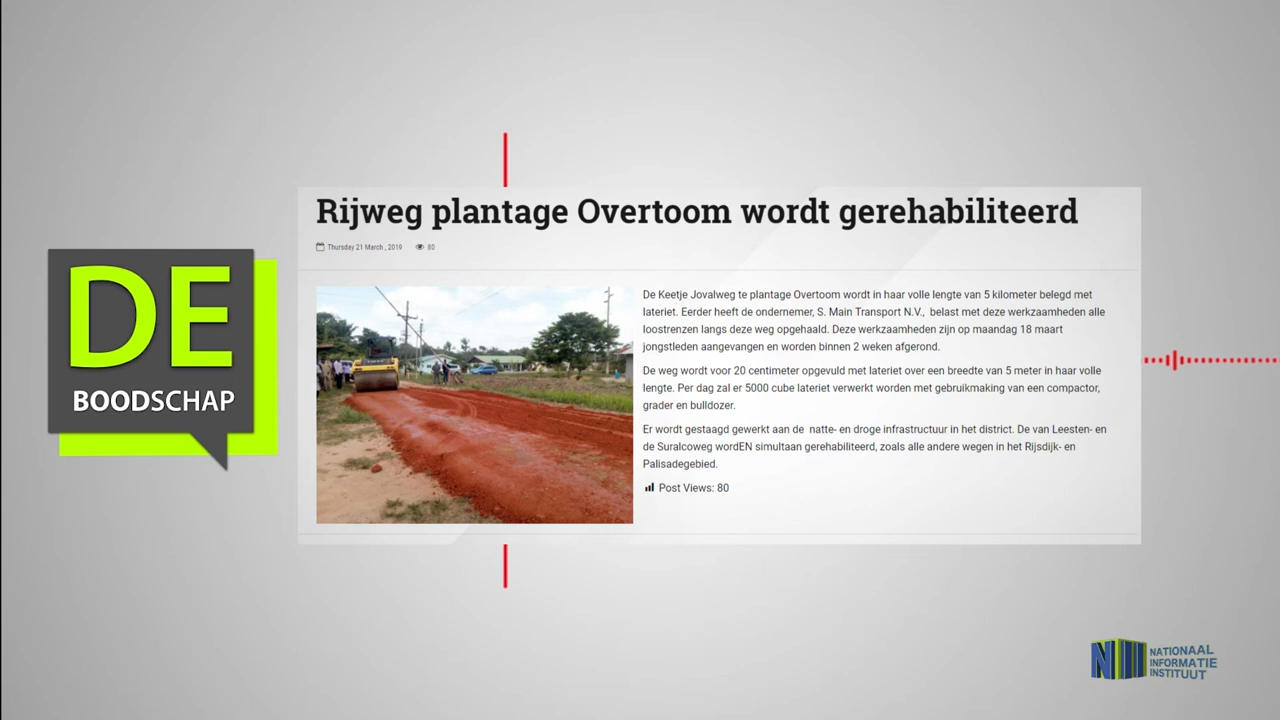 Rijweg plantage Overtoom wordt gerehabiliteerd
Thursday 21 March , 2019 80
DE
BOODSCHAP
De Keetje Jovalweg te plantage Overtoom wordt in haar volle lengte van 5 kilometer belegd met
lateriet. Eerder heeft de ondernemer, S. Main Transport N.V., belast met deze werkzaamheden alle
loostrenzen langs deze weg opgehaald. Deze werkzaamheden zijn op maandag 18 maart
jongstleden aangevangen en worden binnen 2 weken afgerond.
De weg wordt voor 20 centimeter opgevuld met lateriet over een breedte van 5 meter in haar volle
lengte. Per dag zal er 5000 cube lateriet verwerkt worden met gebruikmaking van een compactor,
grader en bulldozer.
Er wordt gestaagd gewerkt aan de natte- en droge infrastructuur in het district. De van Leesten- en
de Suralcoweg wordEN simultaan gerehabiliteerd, zoals alle andere wegen in het Rijsdijk- en
Palisadegebied.
Post Views: 80
NII NATIONAAL
INFORMATIE
INSTITUUT